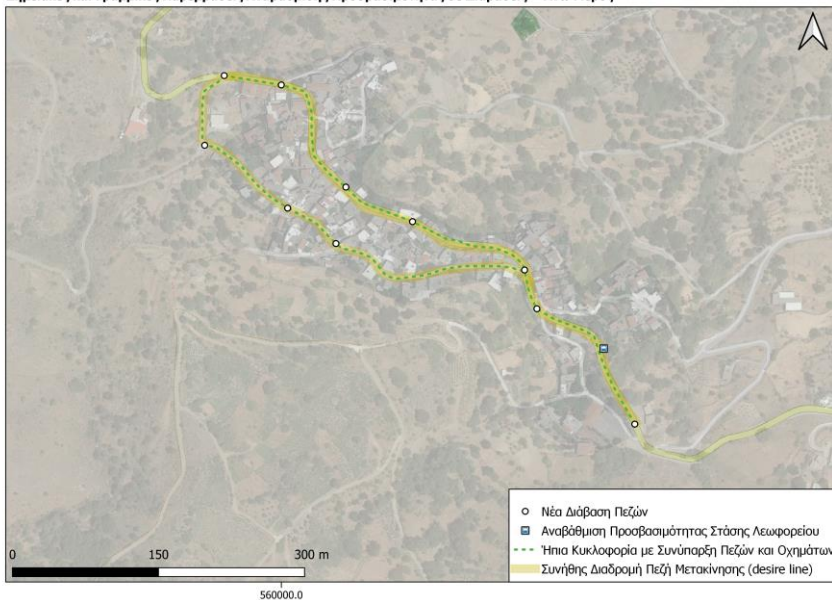 Νέα Διάβαση Πεζών
Αναβάθμιση Προσβασιμότητας Στάσης Λεωφορείου
Ήπια Κυκλοφορία με Συνύπαρξη Πεζών και Οχημάτων
Συνήθης Διαδρομή Πεζή Μετακίνησης (desire line)
0 150 300 m
560000.0